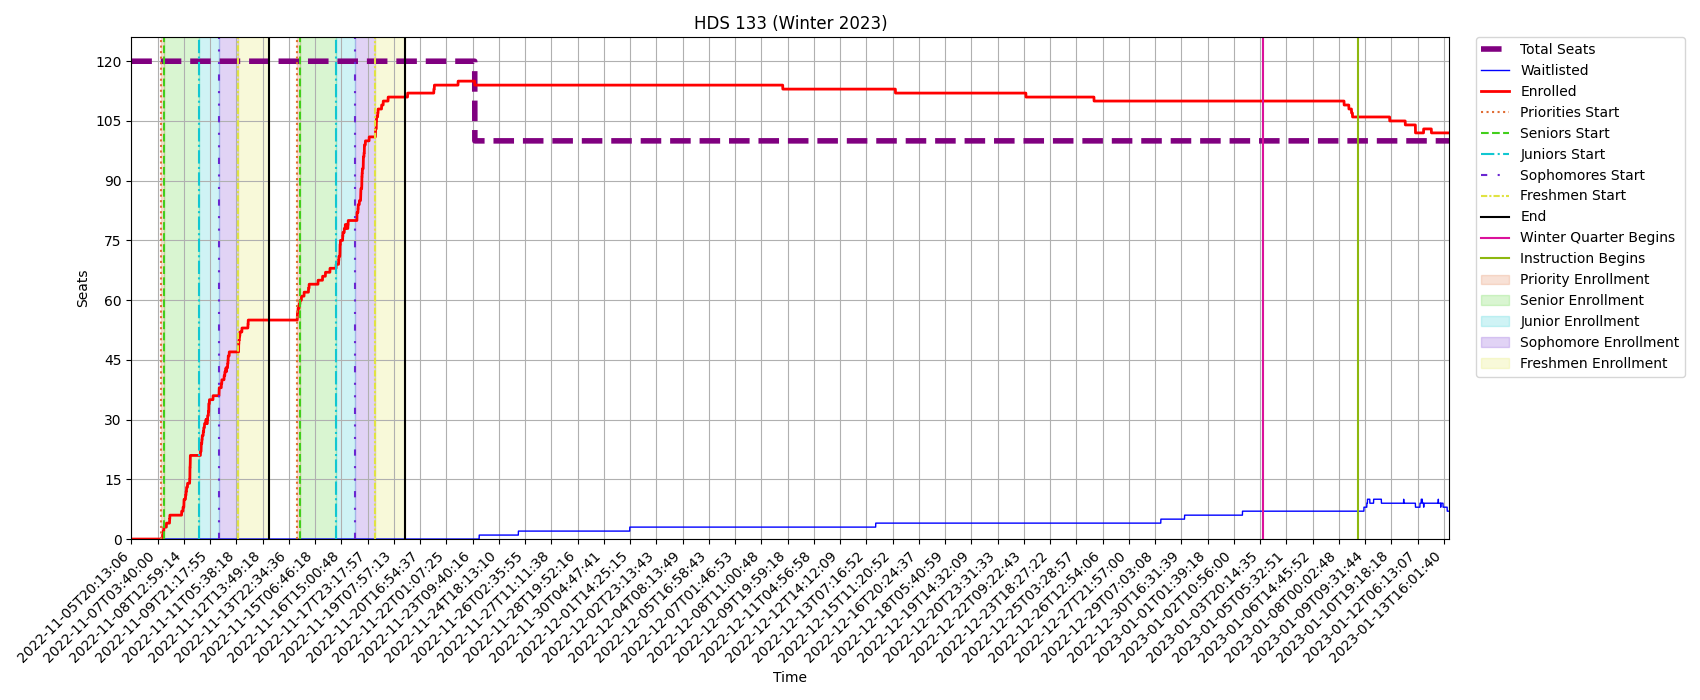 HDS 133 (Winter 2023)
Seats
120
105
90
75
60
45
30
15
0
2022-11-05T20:13:06
2022-11-07T03:40:00
2022-11-08T12:59:14
2022-11-09T21:17:55
2022-11-11T05:38:18
2022-11-12T13:49:18
2022-11-13T22:34:36
2022-11-15T06:46:18
2022-11-16T15:00:48
2022-11-17T23:17:57
2022-11-19T07:57:13
2022-11-20T16:54:37
2022-11-22T01:07:25
2022-11-23T09:40:16
2022-11-24T18:13:10
2022-11-26T02:35:55
2022-11-27T11:11:38
2022-11-28T19:52:16
2022-11-30T04:47:41
2022-12-01T14:25:15
2022-12-02T23:13:43
2022-12-04T08:13:49
2022-12-05T16:58:43
2022-12-07T01:46:53
2022-12-08T11:00:48
2022-12-09T19:59:18
2022-12-11T04:56:58
2022-12-12T14:12:09
2022-12-13T07:16:52
2022-12-15T11:20:52
2022-12-16T20:24:37
2022-12-18T05:40:59
2022-12-19T14:32:09
2022-12-20T23:31:33
2022-12-22T09:22:43
2022-12-23T18:27:22
2022-12-25T03:28:57
2022-12-26T12:54:06
2022-12-27T21:57:00
2022-12-29T07:03:08
2022-12-30T16:31:39
2023-01-01T01:39:18
2023-01-02T10:56:00
2023-01-03T20:14:35
2023-01-05T05:32:51
2023-01-06T14:45:52
2023-01-08T00:02:48
2023-01-09T09:31:44
2023-01-10T19:18:18
2023-01-12T06:13:07
2023-01-13T16:01:40
Time
Total Seats
Waitlisted
Enrolled
Priorities Start
Seniors Start
Juniors Start
Sophomores Start
Freshmen Start
End
Winter Quarter Begins
Instruction Begins
Priority Enrollment
Senior Enrollment
Junior Enrollment
Sophomore Enrollment
Freshmen Enrollment